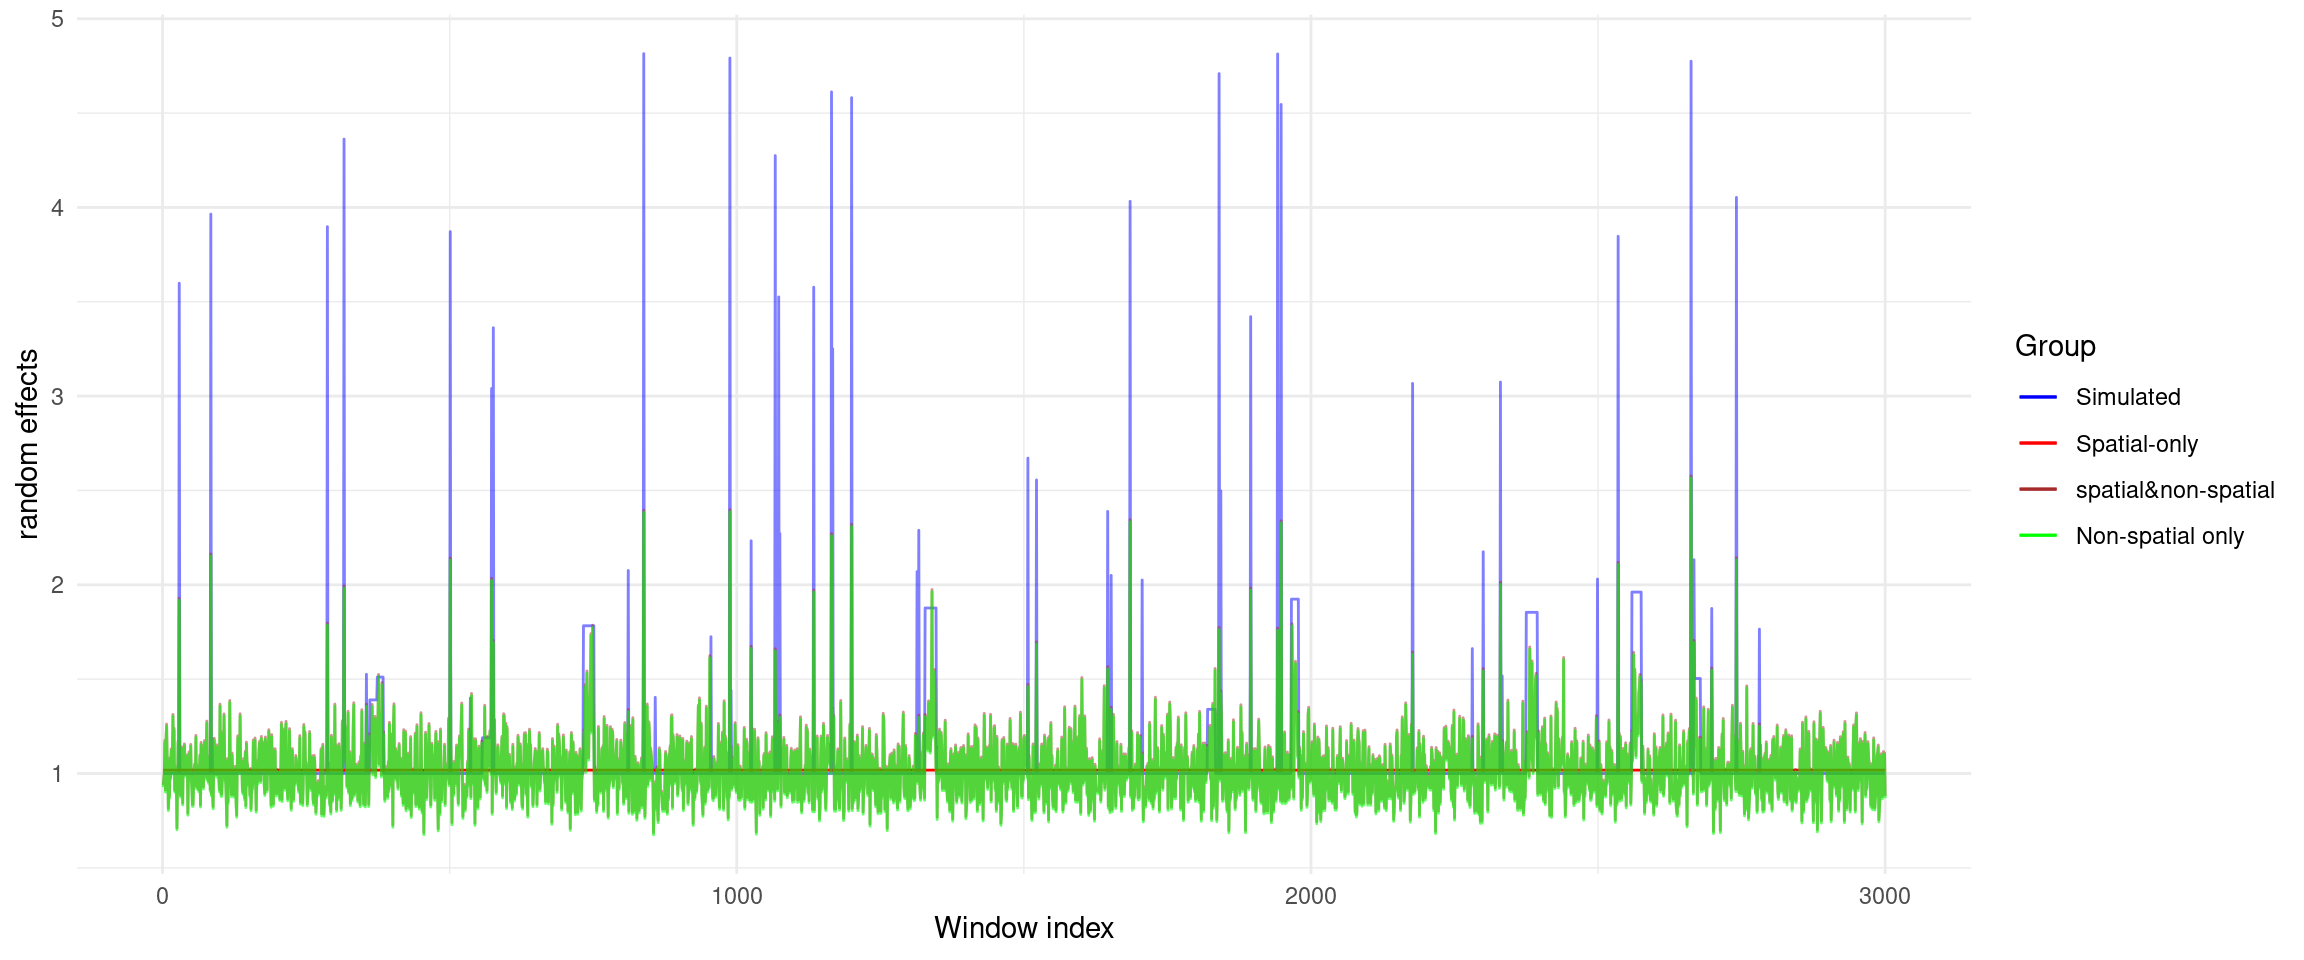 5
4
3
2
1
random effects
0
1000
2000
3000
Window index
Group
Simulated
Spatial-only
spatial&non-spatial
Non-spatial only